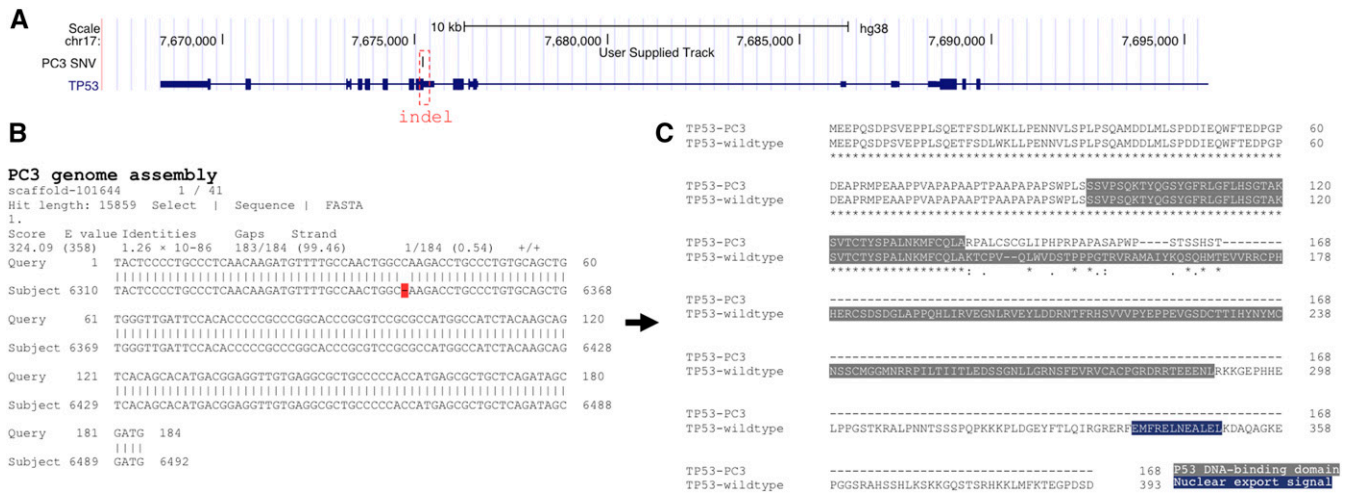 A
Scale
chr17:
10 kb
hg38
7,670,000
7,675,000
7,680,000
7,685,000
7,690,000
7,695,000
User Supplied Track
PC3 SNV
TP53
indel
B
PC3 genome assembly
scaffold-101644 1 / 41
Hit length: 15859 Select | Sequence | FASTA
1.
Score E value Identities Gaps Strand
324.09 (358) 1.26 × 10-86 183/184 (99.46) 1/184 (0.54) +/+
Query 1 TACTCCCCTGCCCTCAACAAGATGTTTTGCCAACTGGCCAAGACCTGCCCTGTGCAGCTG 60
Subject 6310 TACTCCCCTGCCCTCAACAAGATGTTTTGCCAACTGGC-AAGACCTGCCCTGTGCAGCTG 6368
Query 61 TGGGTTGATTCCACACCCCCGCCCGGCACCCGCGTCCGCGCCATGGCCATCTACAAGCAG 120
Subject 6369 TGGGTTGATTCCACACCCCCGCCCGGCACCCGCGTCCGCGCCATGGCCATCTACAAGCAG 6428
Query 121 TCACAGCACATGACGGAGGTTGTGAGGCGCTGCCCCCACCATGAGCGCTGCTCAGATAGC 180
Subject 6429 TCACAGCACATGACGGAGGTTGTGAGGCGCTGCCCCCACCATGAGCGCTGCTCAGATAGC 6488
Query 181 GATG 184
Subject 6489 GATG 6492
C
TP53-PC3 MEEPQSDPSVEPPLSQETFSDLWKLLPENNVLSPLPSQAMDDLMLSPDDIEQWFTEDPGP 60
TP53-wildtype MEEPQSDPSVEPPLSQETFSDLWKLLPENNVLSPLPSQAMDDLMLSPDDIEQWFTEDPGP 60
************************************************************
TP53-PC3 DEAPRMPEAAPPVAPAPAAPTPAAPAPAPSWPLSSSVPSQKTYQGSYGFRLGFLHSGTAK 120
TP53-wildtype DEAPRMPEAAPPVAPAPAAPTPAAPAPAPSWPLSSSVPSQKTYQGSYGFRLGFLHSGTAK 120
************************************************************
TP53-PC3 SVTCTYSPALNKMFCQLARPALCSCGLIPHPRPAPASAPWP----STSSHST-------- 168
TP53-wildtype SVTCTYSPALNKMFCQLAKTCPV--QLWVDSTPPPGTRVRAMAIYKQSQHMTEVVRRCPH 178
******************: . * * *.: *.*.*
TP53-PC3 ------------------------------------------------------------ 168
TP53-wildtype HERCSDSDGLAPPQHLIRVEGNLRVEYLDDRNTFRHSVVVPYEPPEVGSDCTTIHYNYMC 238
TP53-PC3 ------------------------------------------------------------ 168
TP53-wildtype NSSCMGGMNRRPILTIITLEDSSGNLLGRNSFEVRVCACPGRDRRTEEENLRKKGEPHHE 298
TP53-PC3 ------------------------------------------------------------ 168
TP53-wildtype LPPGSTKRALPNNTSSSPQPKKKPLDGEYFTLQIRGRERFEMFRELNEALELKDAQAGKE 358
TP53-PC3 ----------------------------------- 168
TP53-wildtype PGGSRAHSSHLKSKKGQSTSRHKKLMFKTEGPDSD 393
P53 DNA-binding domain
Nuclear export signal